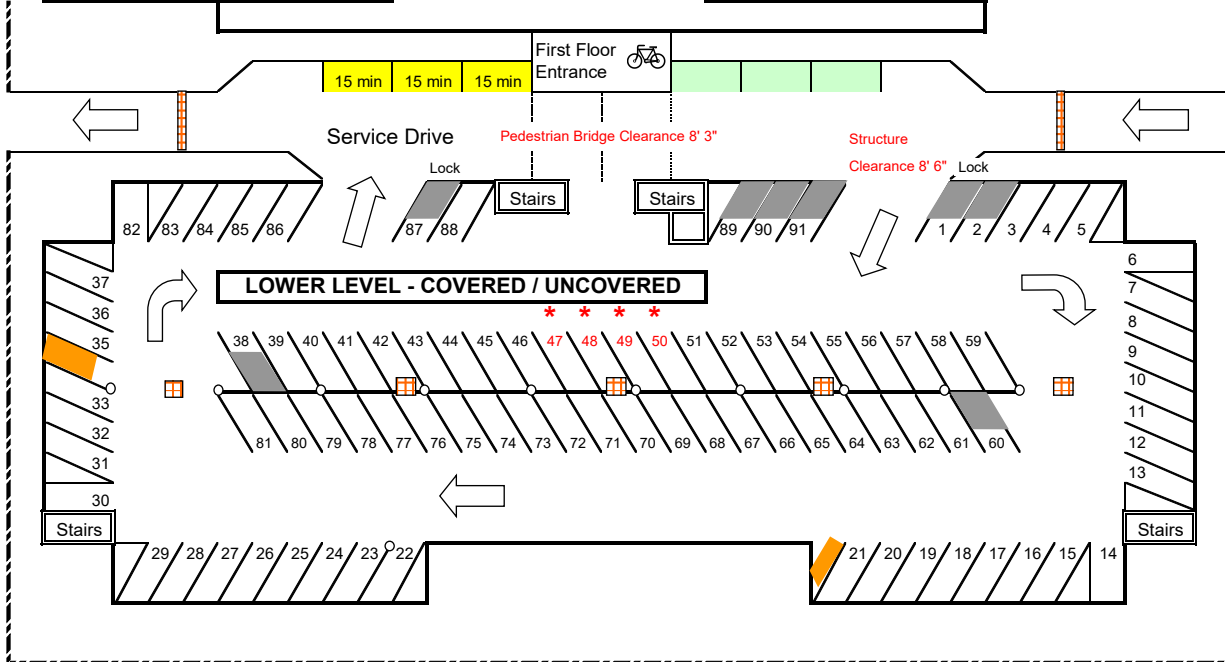 First Floor
Entrance
15 min 15 min 15 min
Service Drive
Pedestrian Bridge Clearance 8' 3"
Structure
Clearance 8' 6"
Lock
Lock
Stairs
Stairs
82 83 84 85 86 87 88 89 90 91 1 2 3 4 5
6
37
7
LOWER LEVEL - COVERED / UNCOVERED
36
8
* * * *
35
38 39 40 41 42 43 44 45 46 47 48 49 50 51 52 53 54 55 56 57 58 59
9
10
33
11
32
81 80 79 78 77 76 75 74 73 72 71 70 69 68 67 66 65 64 63 62 61 60
12
31
13
30
Stairs
Stairs
29 28 27 26 25 24 23 22
21 20 19 18 17 16 15 14